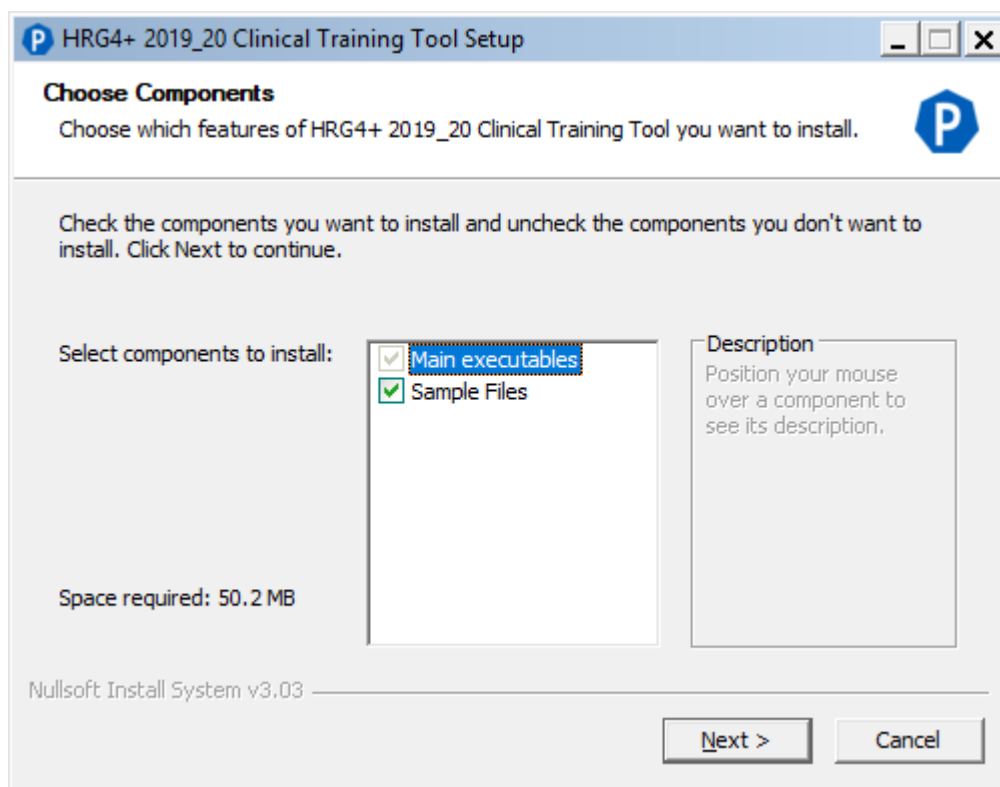 P HRG4+ 2019_20 Clinical Training Tool Setup
Choose Components
Choose which features of HRG4+ 2019_20 Clinical Training Tool you want to install.
P
Check the components you want to install and uncheck the components you don't want to
install. Click Next to continue.
Select components to install:
Main executables
Sample Files
Description
Position your mouse
over a component to
see its description.
Space required: 50.2 MB
Nullsoft Install System v3.03
Next >
Cancel